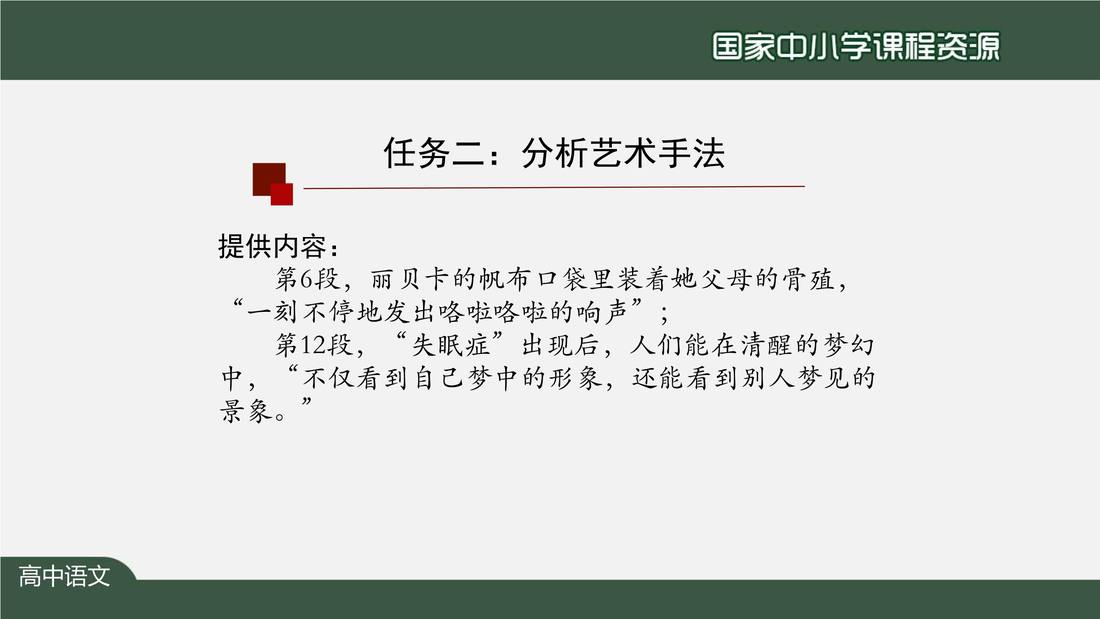 国家中小学课程资源
任务二：分析艺术手法
提供内容：
第6段，丽贝卡的帆布口袋里装着她父母的骨殖，
“一刻不停地发出咯啦咯啦的响声”；
第12段，“失眠症”出现后，人们能在清醒的梦幻
中，“不仅看到自己梦中的形象，还能看到别人梦见的
景象。”
高中语文